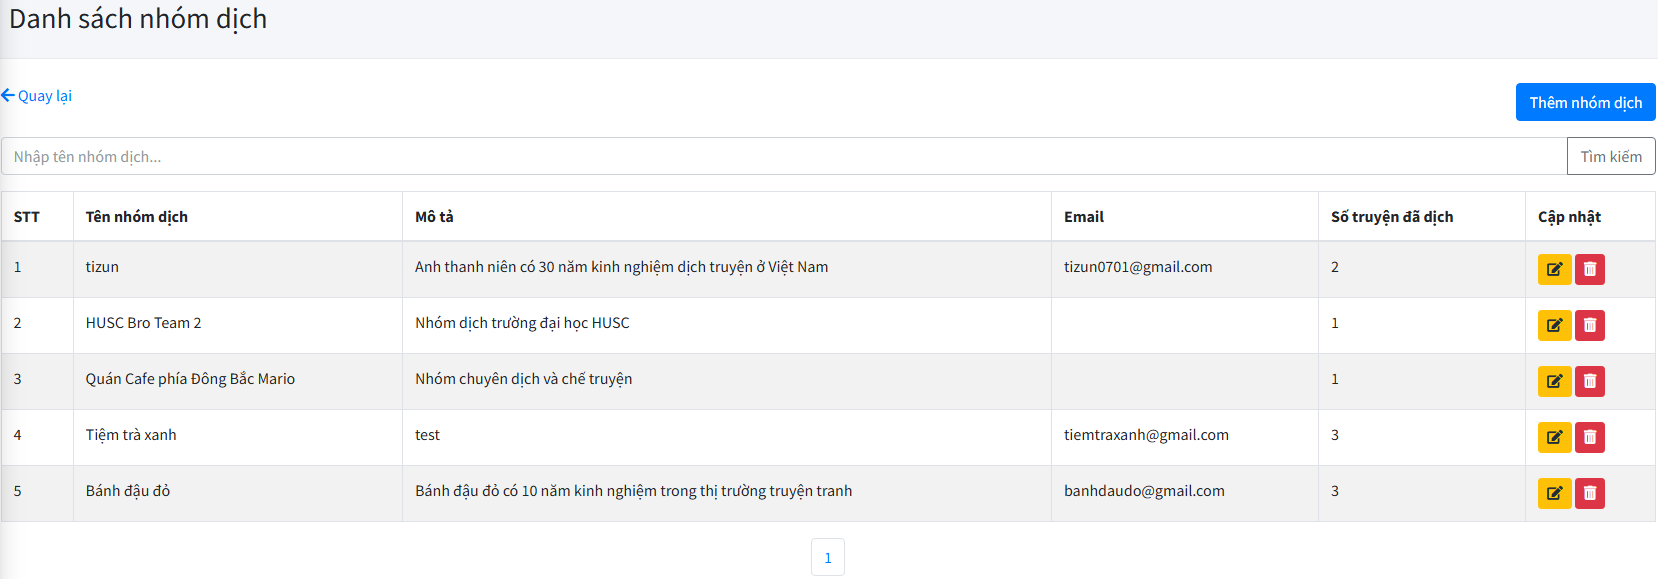 Danh sách nhóm dịch
Quay lại
Thêm nhóm dịch
Nhập tên nhóm dịch...
Tìm kiếm
STT Tên nhóm dịch Mô tả Email Số truyện đã dịch Cập nhật
1 tizun Anh thanh niên có 30 năm kinh nghiệm dịch truyện ở Việt Nam tizun0701@gmail.com 2
2 HUSC Bro Team 2 Nhóm dịch trường đại học HUSC 1
3 Quán Cafe phía Đông Bắc Mario Nhóm chuyên dịch và chế truyện 1
4 Tiệm trà xanh test tiemtraxanh@gmail.com 3
5 Bánh đậu đỏ Bánh đậu đỏ có 10 năm kinh nghiệm trong thị trường truyện tranh banhdaudo@gmail.com 3
1